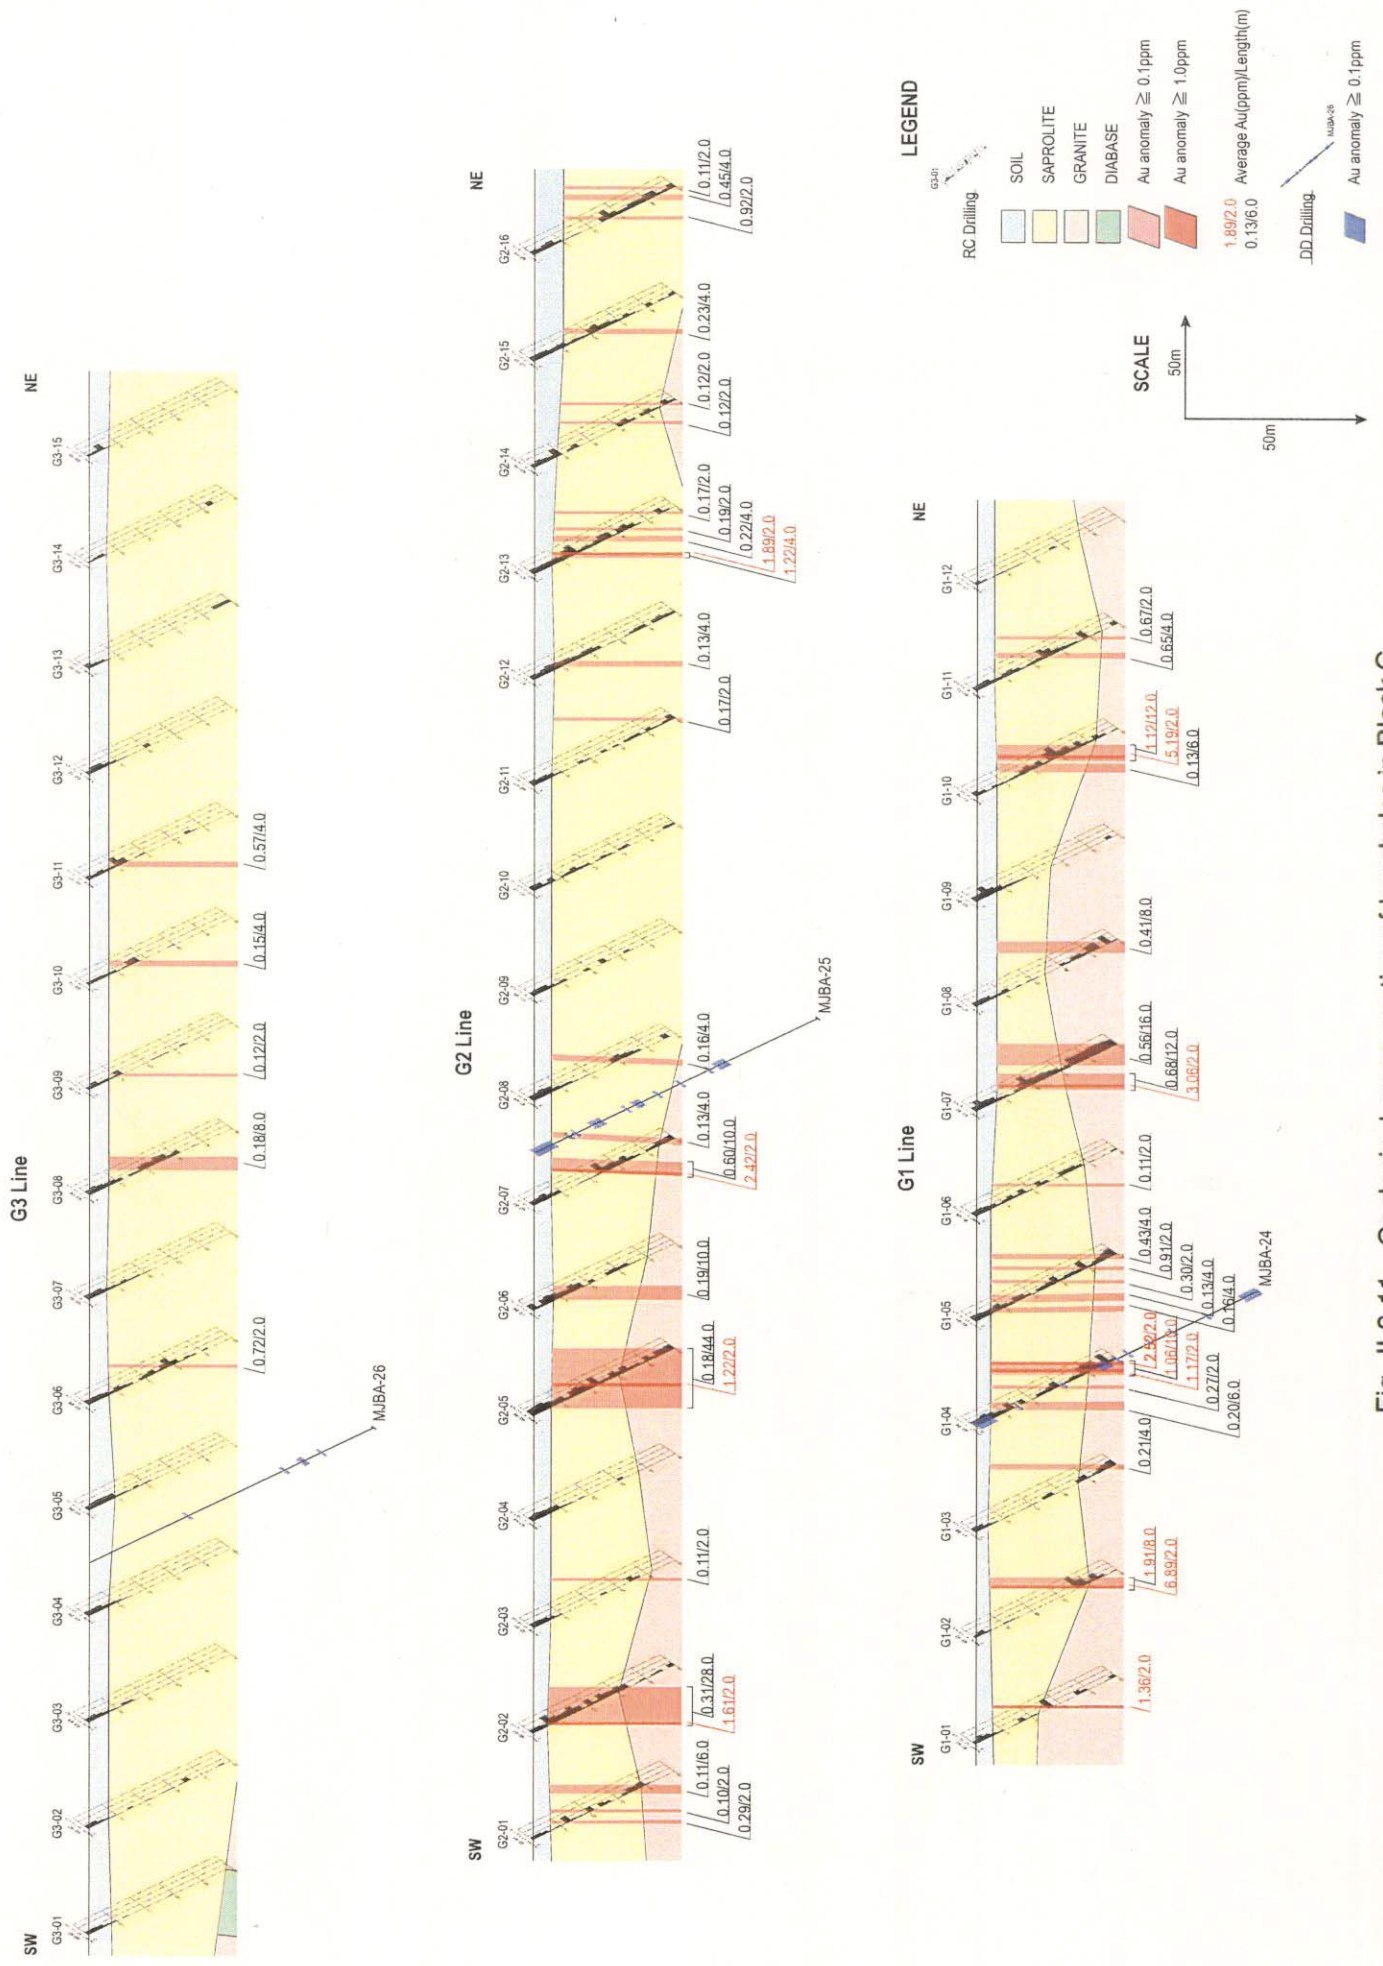 G3 Line
SW
NE
G3-01
G3-02
G3-03
G3-04
G3-05
G3-06
G3-07
G3-08
G3-09
G3-10
G3-11
G3-12
G3-13
G3-14
G3-15
0.72/2.0
0.18/8.0
0.12/2.0
0.15/4.0
0.57/4.0
MJBA-26
G2 Line
SW
NE
G2-01
G2-02
G2-03
G2-04
G2-05
G2-06
G2-07
G2-08
G2-09
G2-10
G2-11
G2-12
G2-13
G2-14
G2-15
G2-16
0.11/6.0
0.10/2.0
0.29/2.0
0.31/28.0
1.61/2.0
0.11/2.0
0.18/44.0
1.22/2.0
0.19/10.0
0.13/4.0
0.60/10.0
2.42/2.0
0.16/4.0
MJBA-25
0.17/2.0
0.13/4.0
0.17/2.0
0.19/2.0
0.22/4.0
1.89/2.0
1.22/4.0
0.12/2.0
0.12/2.0
0.23/4.0
0.11/2.0
0.45/4.0
0.92/2.0
G1 Line
SW
NE
G1-01
G1-02
G1-03
G1-04
G1-05
G1-06
G1-07
G1-08
G1-09
G1-10
G1-11
G1-12
1.36/2.0
1.91/8.0
6.89/2.0
0.21/4.0
2.52/2.0
1.17/2.0
0.27/2.0
0.20/6.0
0.43/4.0
0.91/2.0
0.30/2.0
0.13/4.0
0.16/4.0
MJBA-24
0.11/2.0
0.56/16.0
0.68/12.0
3.06/2.0
0.41/8.0
1.12/12.0
5.19/2.0
0.13/6.0
0.67/2.0
0.65/4.0
SCALE
50m
50m
LEGEND
RC Drilling
G3-01
SOIL
SAPROLITE
GRANITE
DIABASE
Au anomaly ≧ 0.1ppm
Au anomaly ≧ 1.0ppm
1.89/2.0
0.13/6.0
Average Au(ppm)/Length(m)
DD Drilling
MJBA-26
Au anomaly ≧ 0.1ppm